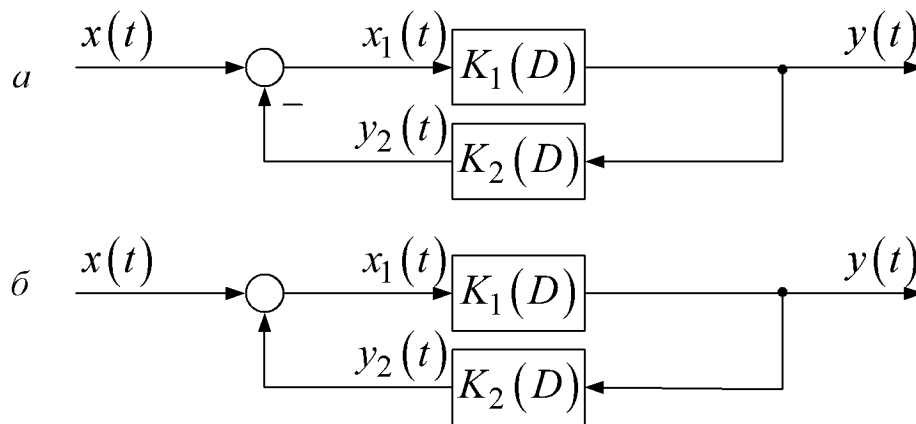 x(t) x₁(t) K₁(D) y(t)
а
– y₂(t) K₂(D)
x(t) x₁(t) K₁(D) y(t)
б
y₂(t) K₂(D)